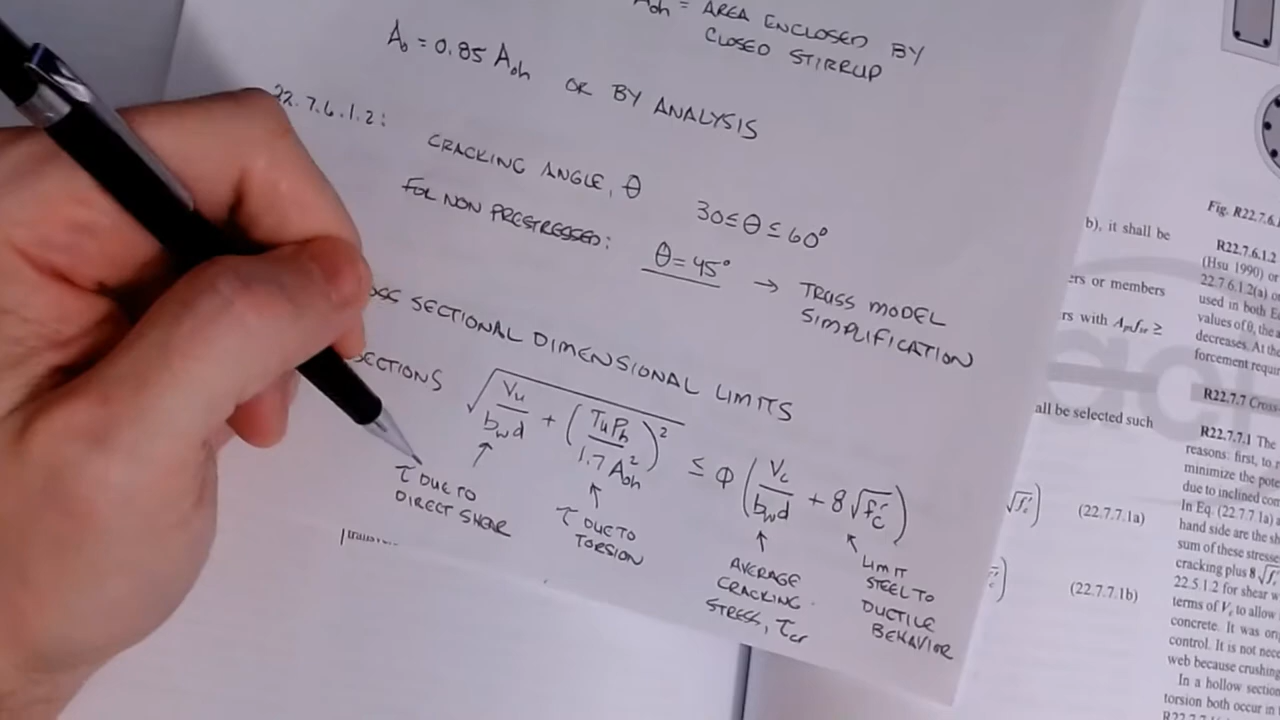 Aoh = AREA ENCLOSED BY
CLOSED STIRRUP
Ao = 0.85 Aoh OR BY ANALYSIS
22.7.6.1.2:
CRACKING ANGLE, θ 30 ≤ θ ≤ 60°
FOR NON PRESTRESSED: θ = 45° → TRUSS MODEL
SIMPLIFICATION
SECTIONAL DIMENSIONAL LIMITS
SECTIONS √(Vu/bwd + (TuPh/1.7Aoh²)²) ≤ Φ(Vc/bwd + 8√f'c)
τ DUE TO
DIRECT SHEAR
τ DUE TO
TORSION
AVERAGE
CRACKING
STRESS, τcr
LIMIT
STEEL TO
DUCTILE
BEHAVIOR
b), it shall be
or members
with Apsfse ≥
all be selected such
√f'c) (22.7.7.1a)
(22.7.7.1b)
Fig. R22.7.6.
R22.7.6.1.2
(Hsu 1990) or
22.7.6.1.2(a) o
used in both E
values of θ, the a
decreases. At the
forcement requir
R22.7.7 Cross-
R22.7.7.1 The
reasons: first, to r
minimize the pote
due to inclined con
In Eq. (22.7.7.1a) a
hand side are the sh
sum of these stresse
cracking plus 8√f
22.5.1.2 for shear w
terms of Vc to allow
concrete. It was ori
control. It is not nece
web because crushing
In a hollow section
torsion both occur in